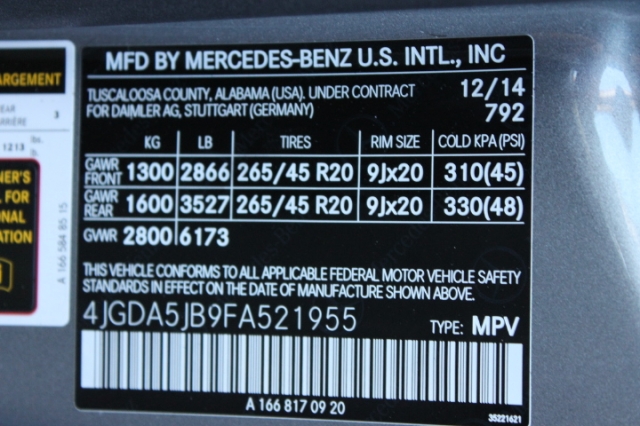 MFD BY MERCEDES-BENZ U.S. INTL., INC
TUSCALOOSA COUNTY, ALABAMA (USA). UNDER CONTRACT 12/14
FOR DAIMLER AG, STUTTGART (GERMANY) 792
KG LB TIRES RIM SIZE COLD KPA (PSI)
GAWR FRONT 1300 2866 265/45 R20 9Jx20 310(45)
GAWR REAR 1600 3527 265/45 R20 9Jx20 330(48)
GVWR 2800 6173
THIS VEHICLE CONFORMS TO ALL APPLICABLE FEDERAL MOTOR VEHICLE SAFETY
STANDARDS IN EFFECT ON THE DATE OF MANUFACTURE SHOWN ABOVE.
4JGDA5JB9FA521955 TYPE: MPV
A 166 817 09 20
35221621
3
lbs.
1213
A 166 584 85 15